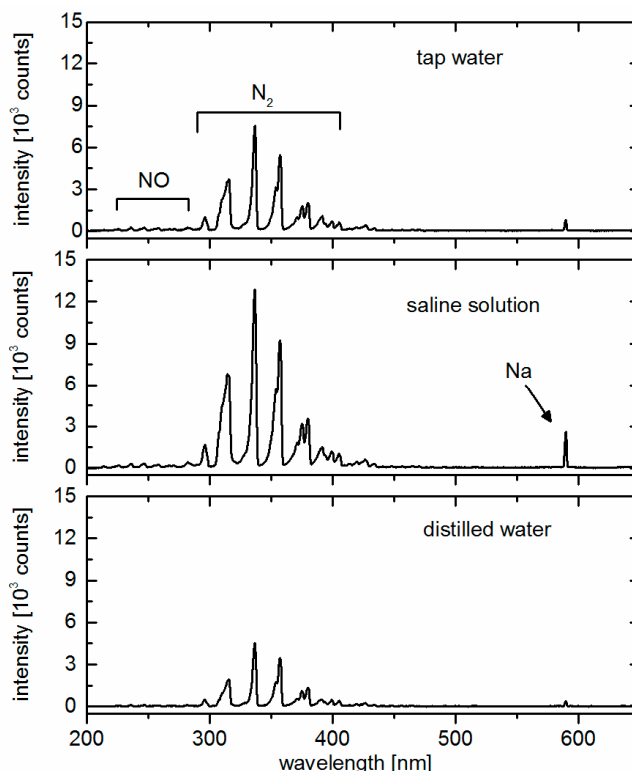 15
12
9
6
3
0
intensity [10³ counts]
tap water
N₂
NO
15
12
9
6
3
0
intensity [10³ counts]
saline solution
Na
15
12
9
6
3
0
intensity [10³ counts]
distilled water
200 300 400 500 600
wavelength [nm]